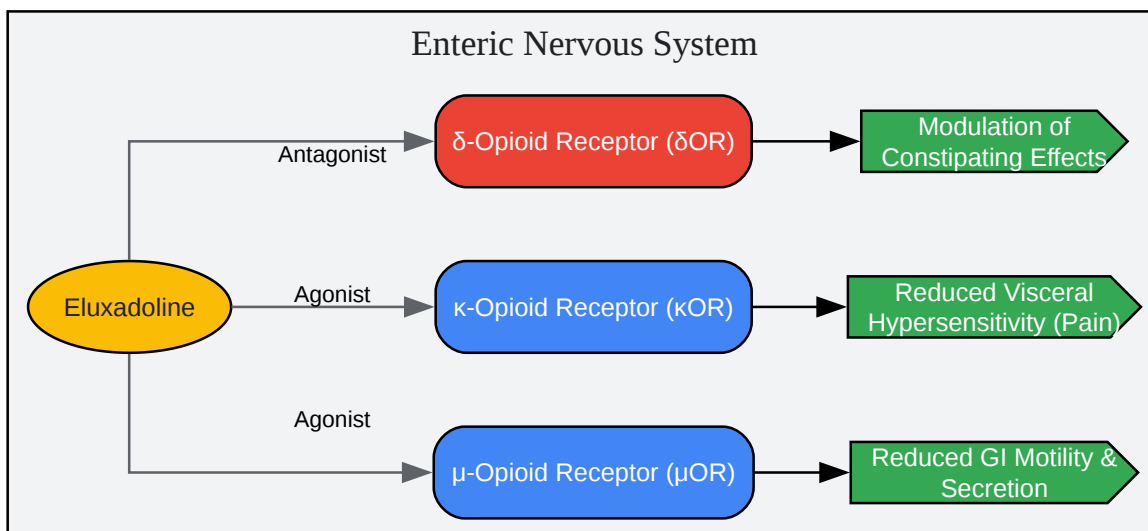 Enteric Nervous System
Antagonist
δ-Opioid Receptor (δOR)
Modulation of
Constipating Effects
Eluxadoline
Agonist
κ-Opioid Receptor (κOR)
Reduced Visceral
Hypersensitivity (Pain)
Agonist
μ-Opioid Receptor (μOR)
Reduced GI Motility &
Secretion